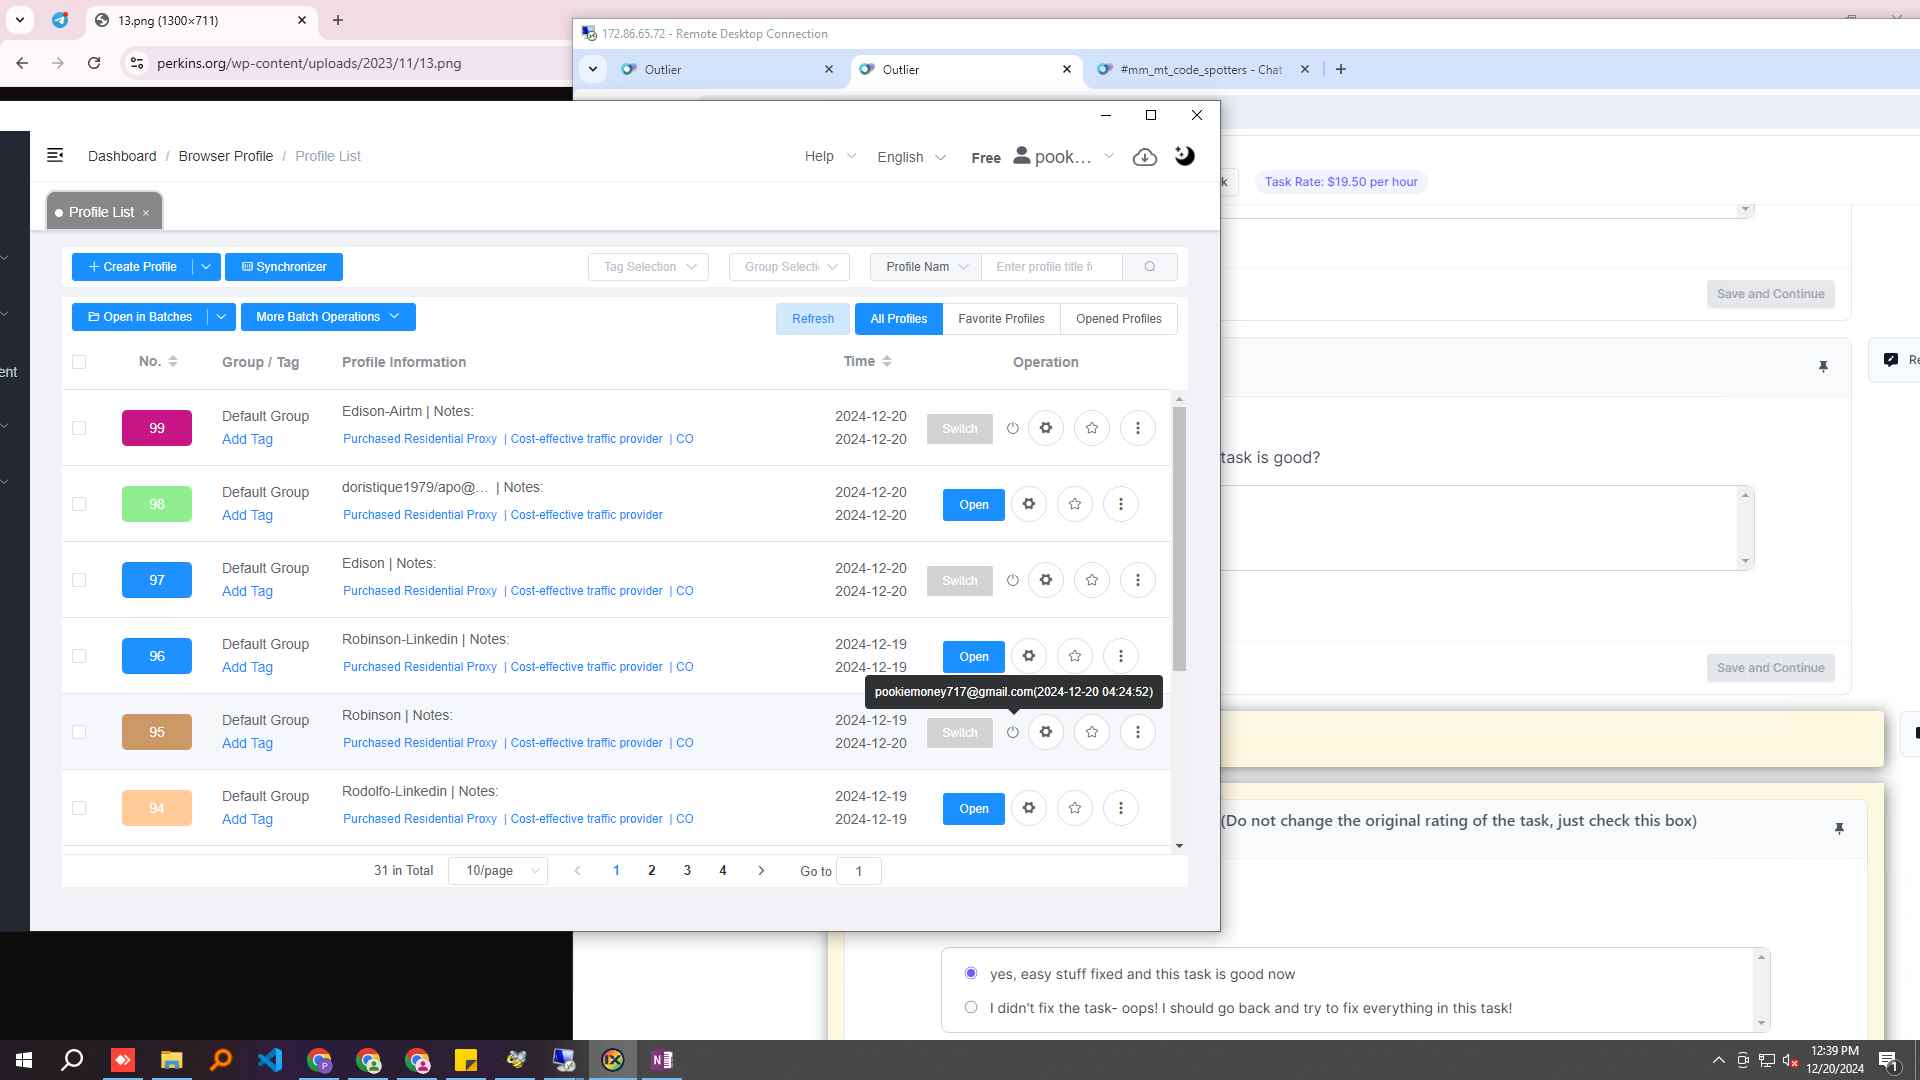 13.png (1300×711)
perkins.org/wp-content/uploads/2023/11/13.png
172.86.65.72 - Remote Desktop Connection
Outlier
Outlier
#mm_mt_code_spotters - Chat
Dashboard / Browser Profile / Profile List
Help
English
Free
pook...
k
Task Rate: $19.50 per hour
Profile List
Create Profile
Synchronizer
Tag Selection
Group Selecti
Profile Nam
Enter profile title f
Save and Continue
Open in Batches
More Batch Operations
Refresh
All Profiles
Favorite Profiles
Opened Profiles
No.
Group / Tag
Profile Information
Time
Operation
ent
Re
99
Default Group
Add Tag
Edison-Airtm | Notes:
Purchased Residential Proxy | Cost-effective traffic provider | CO
2024-12-20
2024-12-20
Switch
task is good?
98
Default Group
Add Tag
doristique1979/apo@... | Notes:
Purchased Residential Proxy | Cost-effective traffic provider
2024-12-20
2024-12-20
Open
97
Default Group
Add Tag
Edison | Notes:
Purchased Residential Proxy | Cost-effective traffic provider | CO
2024-12-20
2024-12-20
Switch
96
Default Group
Add Tag
Robinson-Linkedin | Notes:
Purchased Residential Proxy | Cost-effective traffic provider | CO
2024-12-19
2024-12-19
Open
Save and Continue
pookiemoney717@gmail.com(2024-12-20 04:24:52)
95
Default Group
Add Tag
Robinson | Notes:
Purchased Residential Proxy | Cost-effective traffic provider | CO
2024-12-19
2024-12-20
Switch
94
Default Group
Add Tag
Rodolfo-Linkedin | Notes:
Purchased Residential Proxy | Cost-effective traffic provider | CO
2024-12-19
2024-12-19
Open
(Do not change the original rating of the task, just check this box)
31 in Total
10/page
1
2
3
4
Go to
1
yes, easy stuff fixed and this task is good now
I didn't fix the task- oops! I should go back and try to fix everything in this task!
12:39 PM
12/20/2024
1